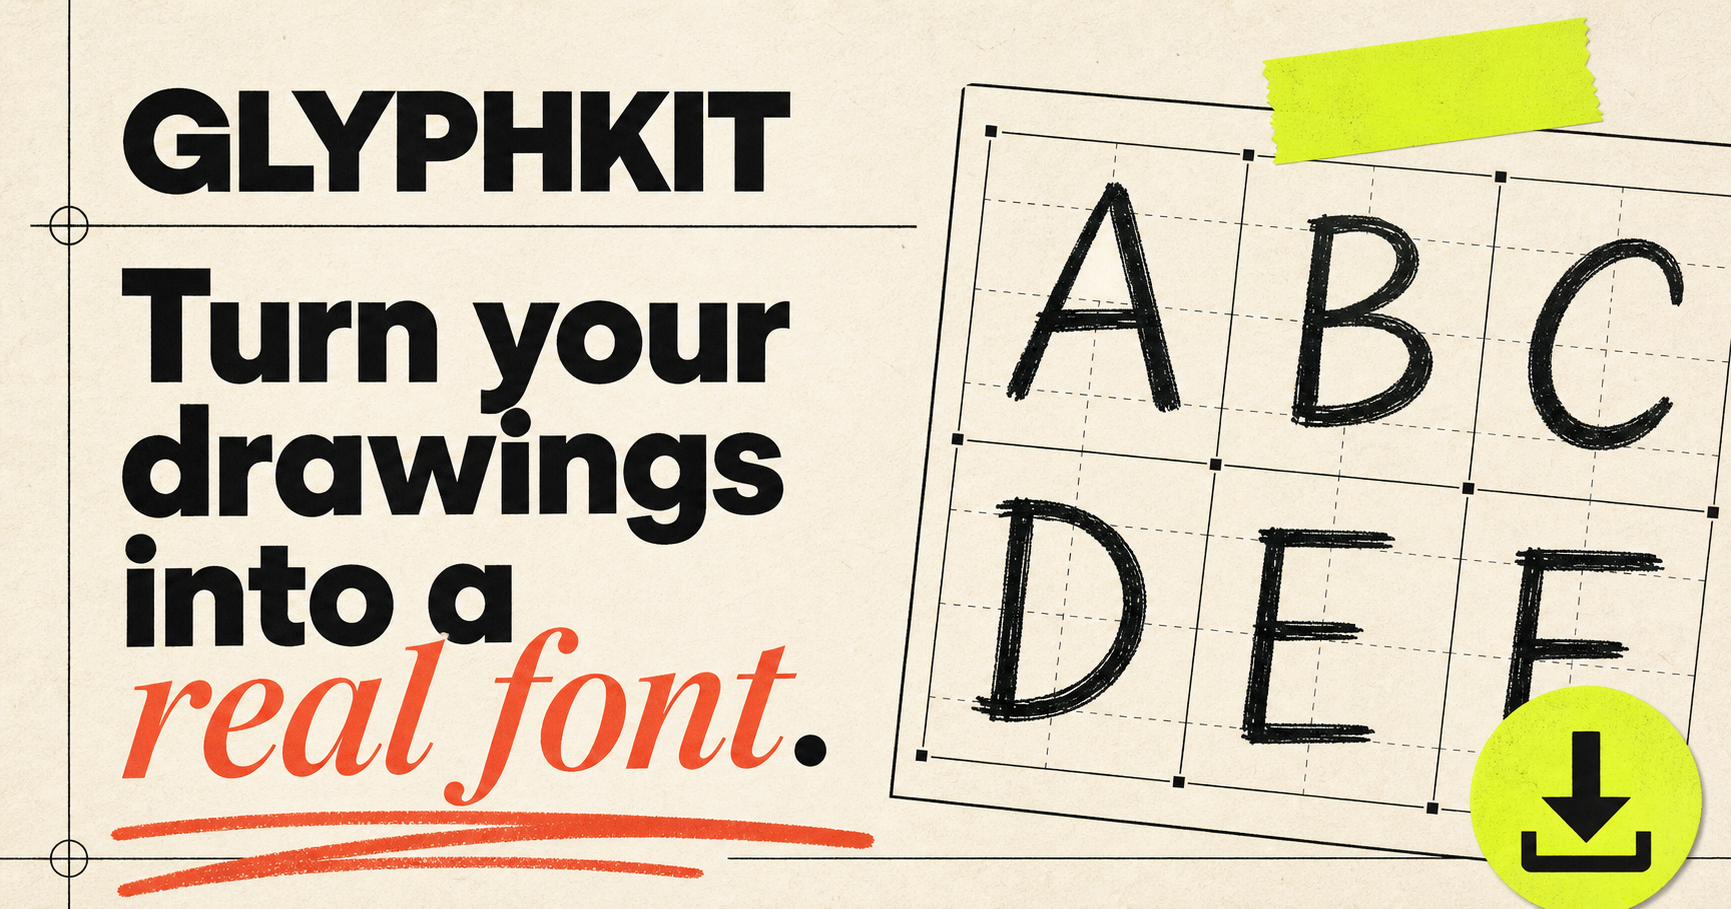 GLYPHKIT
Turn your
drawings
into a
real font.
A B C
D E F